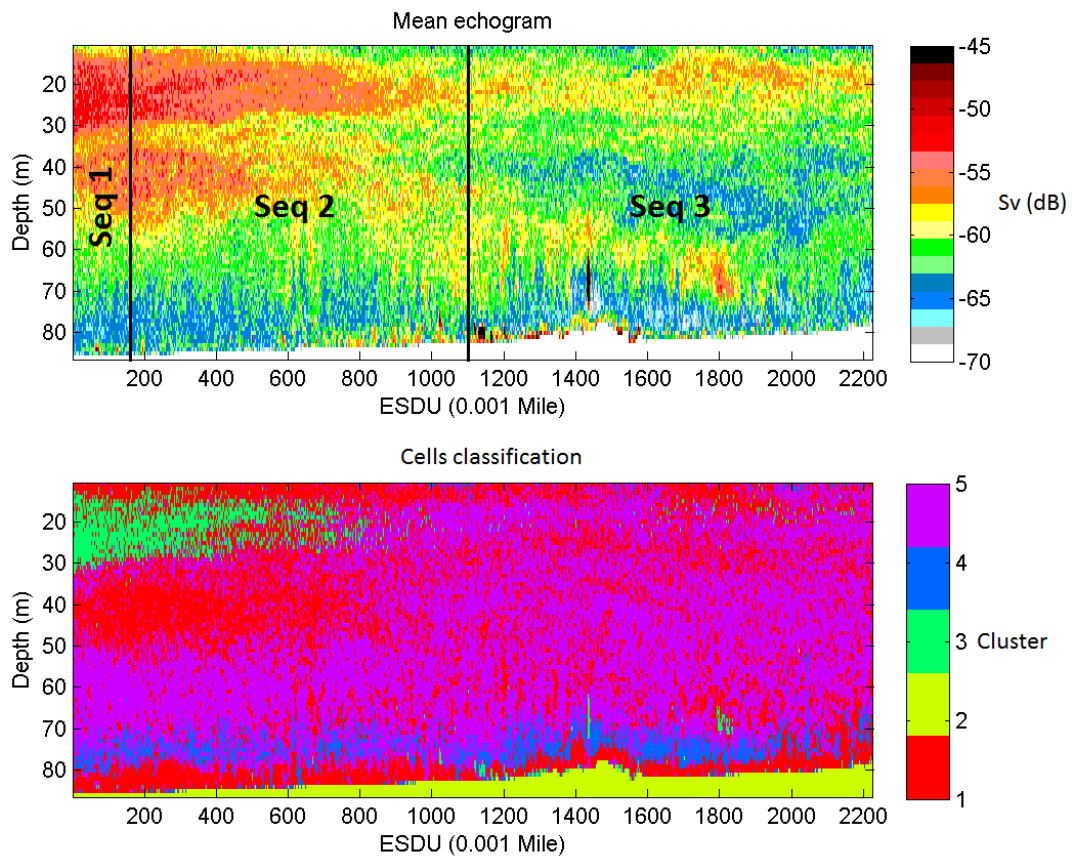 Mean echogram
Depth (m)
20
30
40
50
60
70
80
Seq 1
Seq 2
Seq 3
200 400 600 800 1000 1200 1400 1600 1800 2000 2200
ESDU (0.001 Mile)
-45
-50
-55
-60
-65
-70
Sv (dB)
Cells classification
Depth (m)
20
30
40
50
60
70
80
200 400 600 800 1000 1200 1400 1600 1800 2000 2200
ESDU (0.001 Mile)
5
4
3
2
1
Cluster